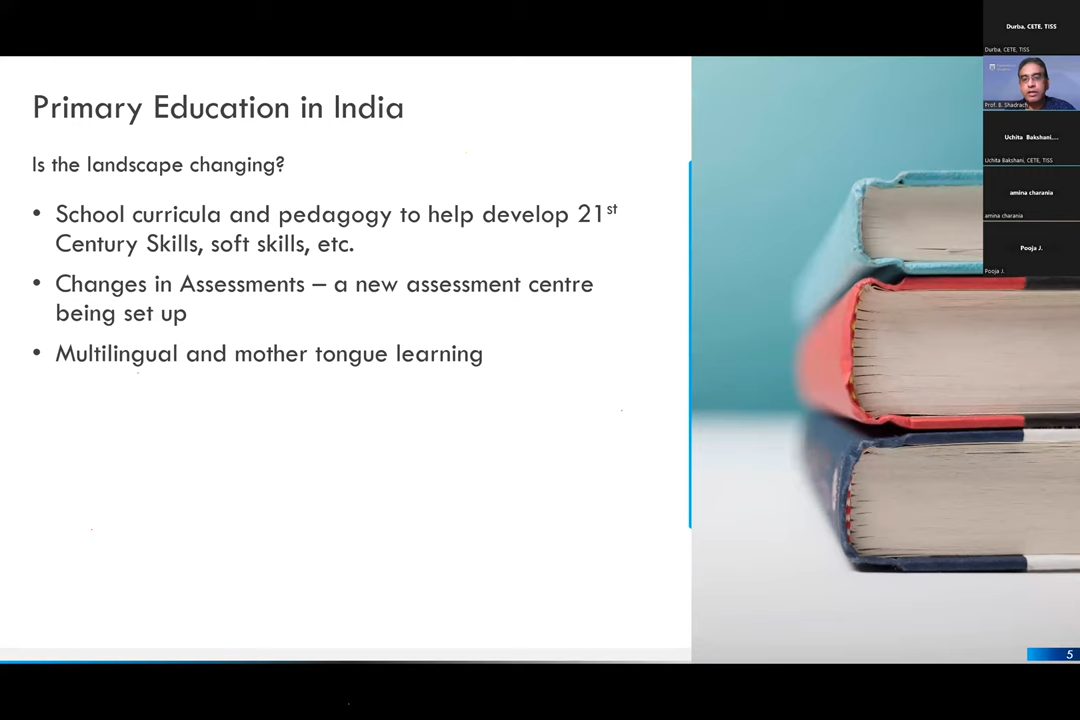 Primary Education in India
Is the landscape changing?
• School curricula and pedagogy to help develop 21st
Century Skills, soft skills, etc.
• Changes in Assessments – a new assessment centre
being set up
• Multilingual and mother tongue learning
5
Durba, CETE, TISS
Durba, CETE, TISS
Prof. B. Shadrach
Uchita Bakshani,...
Uchita Bakshani, CETE, TISS
amina charania
amina charania
Pooja J.
Pooja J.